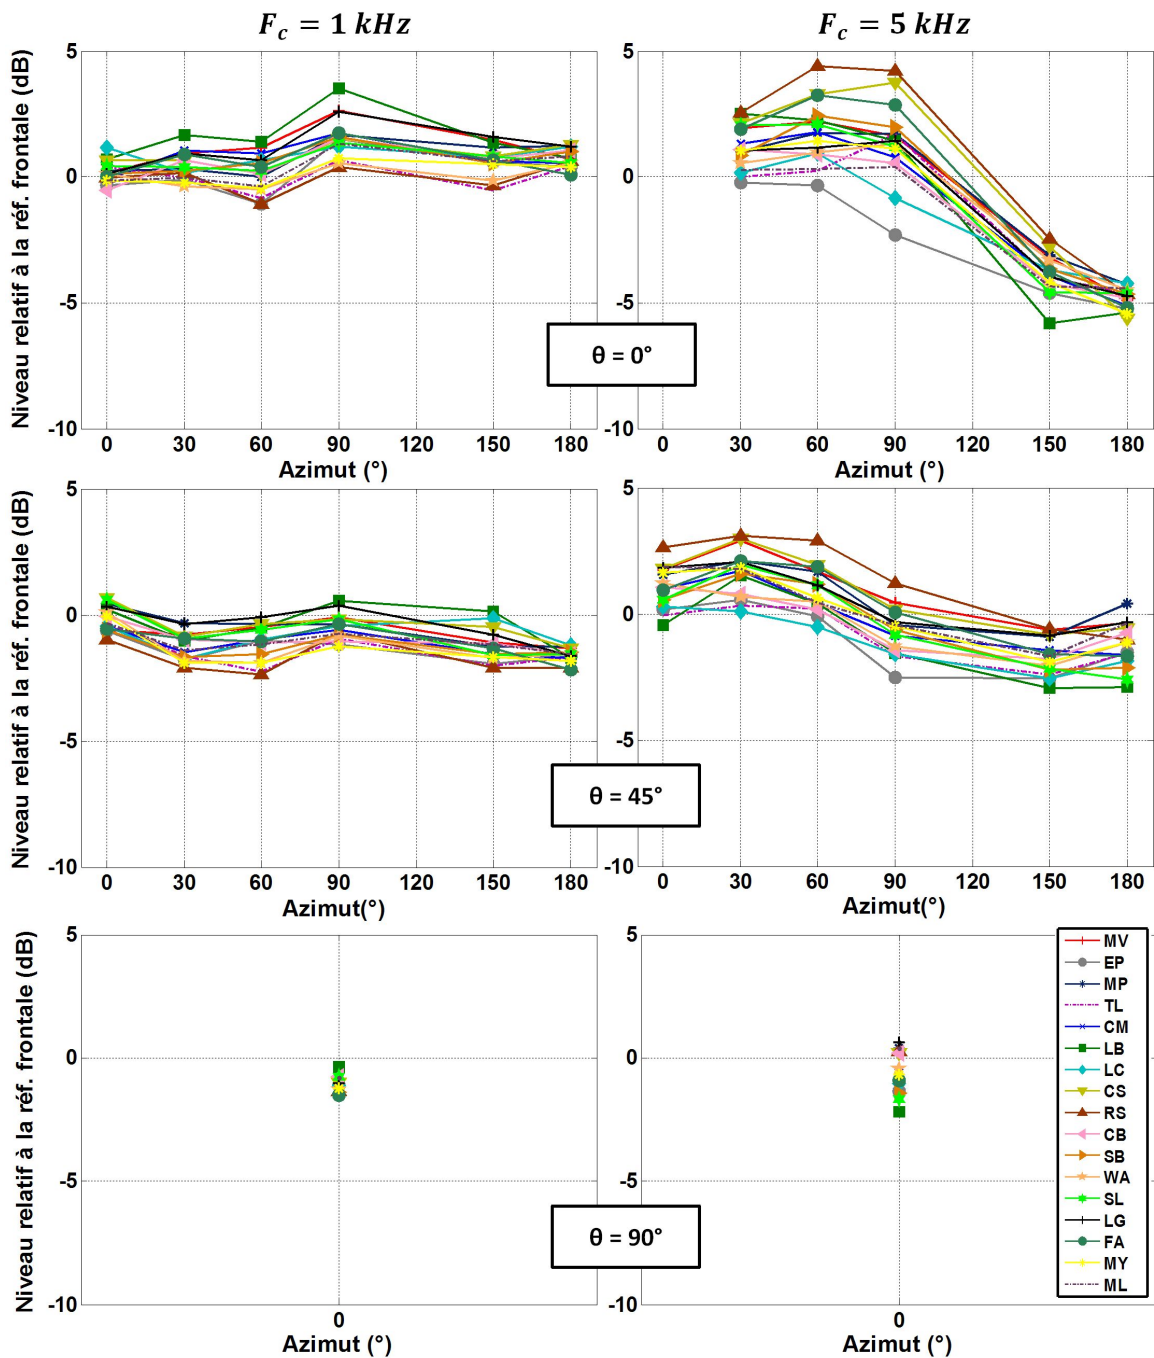 F_c = 1 kHz
F_c = 5 kHz
Niveau relatif à la réf. frontale (dB)
5
0
-5
-10
0 30 60 90 120 150 180
Azimut (°)
5
0
-5
-10
0 30 60 90 120 150 180
Azimut (°)
θ = 0°
Niveau relatif à la réf. frontale (dB)
5
0
-5
-10
0 30 60 90 120 150 180
Azimut(°)
5
0
-5
-10
0 30 60 90 120 150 180
Azimut(°)
θ = 45°
Niveau relatif à la réf. frontale (dB)
5
0
-5
-10
0
Azimut (°)
5
0
-5
-10
0
Azimut (°)
θ = 90°
MV
EP
MP
TL
CM
LB
LC
CS
RS
CB
SB
WA
SL
LG
FA
MY
ML